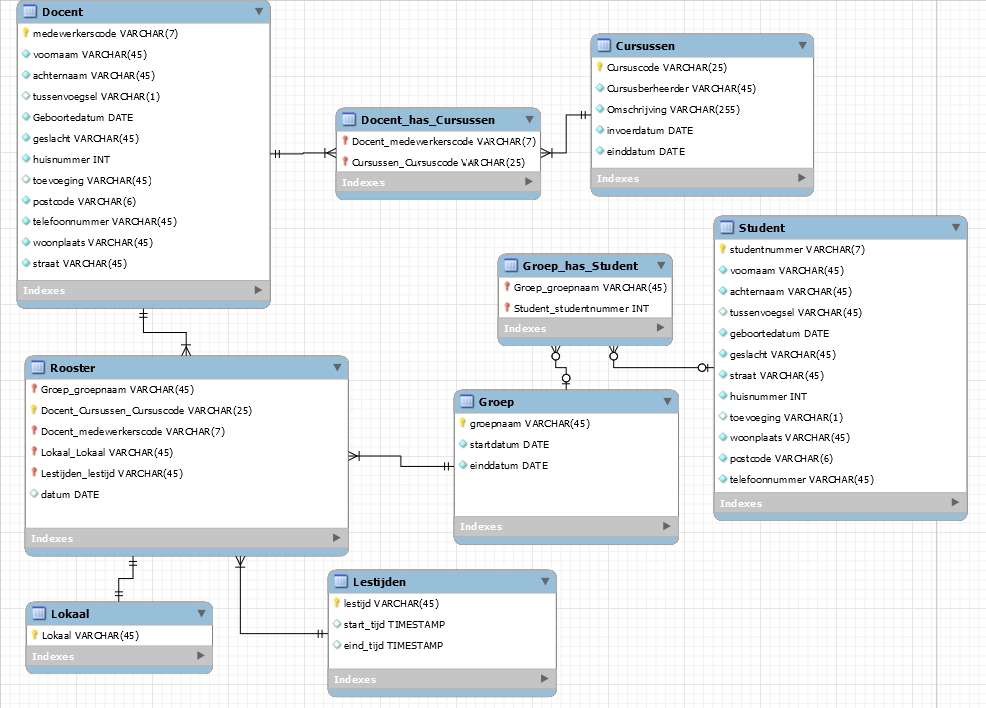 Docent
medewerkerscode VARCHAR(7)
voornaam VARCHAR(45)
achternaam VARCHAR(45)
tussenvoegsel VARCHAR(1)
Geboortedatum DATE
geslacht VARCHAR(45)
huisnummer INT
toevoeging VARCHAR(45)
postcode VARCHAR(6)
telefoonnummer VARCHAR(45)
woonplaats VARCHAR(45)
straat VARCHAR(45)
Indexes
Docent_has_Cursussen
Docent_medewerkerscode VARCHAR(7)
Cursussen_Cursuscode VARCHAR(25)
Indexes
Cursussen
Cursuscode VARCHAR(25)
Cursusberheerder VARCHAR(45)
Omschrijving VARCHAR(255)
invoerdatum DATE
einddatum DATE
Indexes
Student
studentnummer VARCHAR(7)
voornaam VARCHAR(45)
achternaam VARCHAR(45)
tussenvoegsel VARCHAR(45)
geboortedatum DATE
geslacht VARCHAR(45)
straat VARCHAR(45)
huisnummer INT
toevoeging VARCHAR(1)
woonplaats VARCHAR(45)
postcode VARCHAR(6)
telefoonnummer VARCHAR(45)
Indexes
Groep_has_Student
Groep_groepnaam VARCHAR(45)
Student_studentnummer INT
Indexes
Rooster
Groep_groepnaam VARCHAR(45)
Docent_Cursussen_Cursuscode VARCHAR(25)
Docent_medewerkerscode VARCHAR(7)
Lokaal_Lokaal VARCHAR(45)
Lestijden_lestijd VARCHAR(45)
datum DATE
Indexes
Groep
groepnaam VARCHAR(45)
startdatum DATE
einddatum DATE
Indexes
Lokaal
Lokaal VARCHAR(45)
Indexes
Lestijden
lestijd VARCHAR(45)
start_tijd TIMESTAMP
eind_tijd TIMESTAMP
Indexes